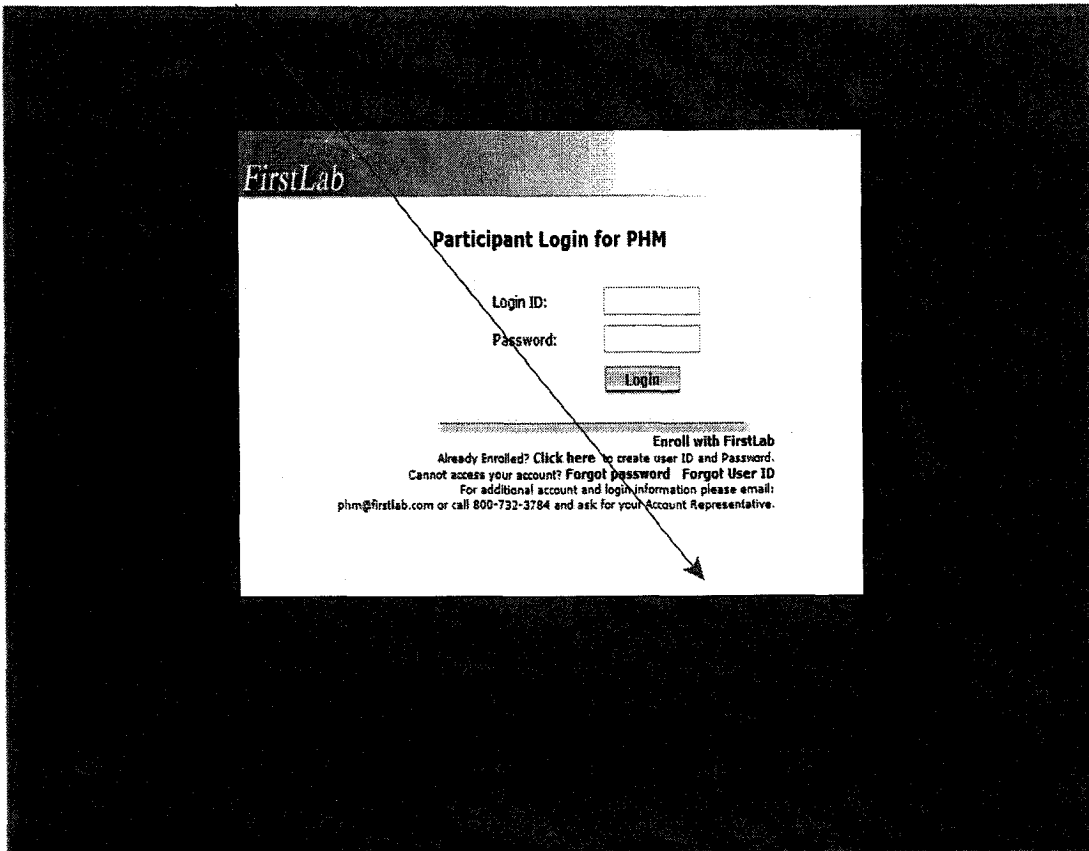 FirstLab
Participant Login for PHM
Login ID:
Password:
Login
Enroll with FirstLab
Already Enrolled? Click here to create user ID and Password.
Cannot access your account? Forgot password Forgot User ID
For additional account and login information please email:
phm@firstlab.com or call 800-732-3784 and ask for your Account Representative.